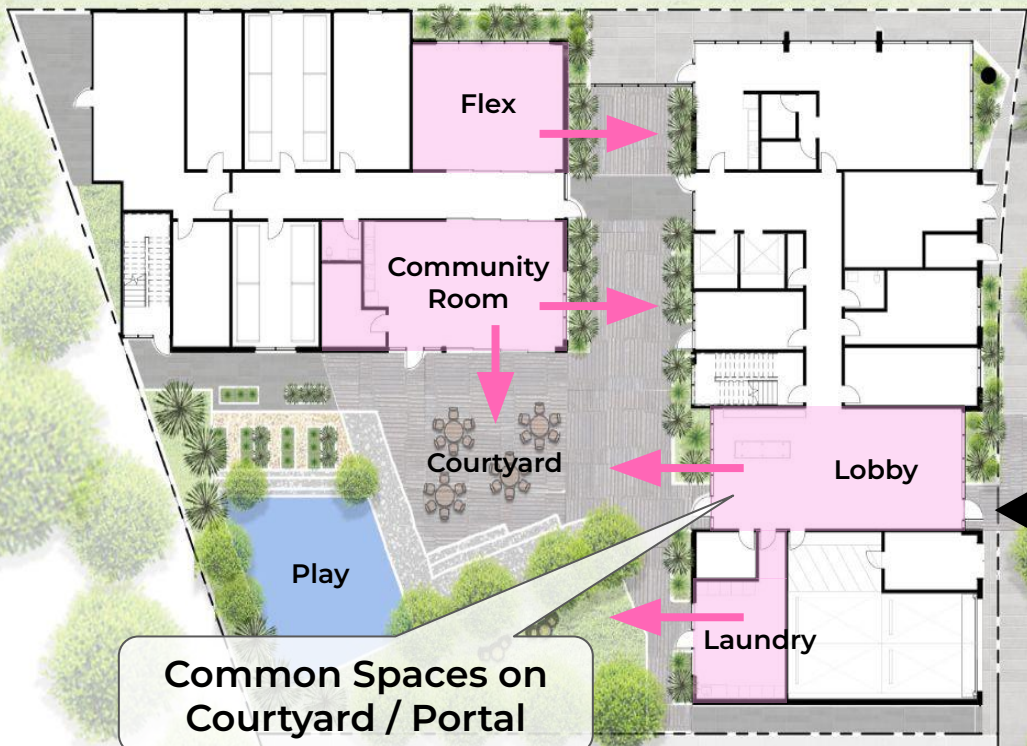 Flex
Community
Room
Courtyard
Lobby
Play
Laundry
Common Spaces on
Courtyard / Portal